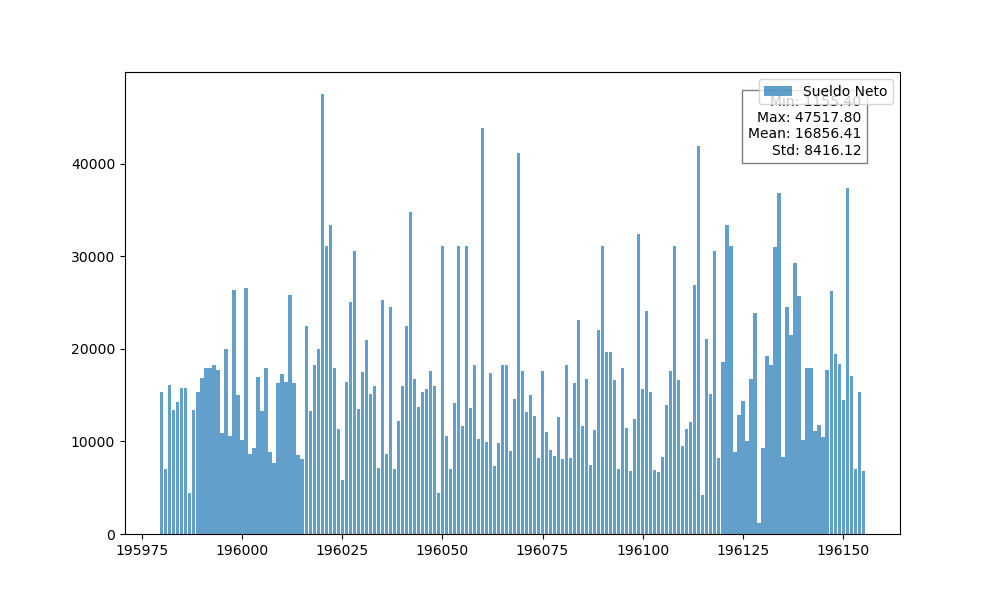 Sueldo Neto
Min: 1155.40
Max: 47517.80
Mean: 16856.41
Std: 8416.12
40000
30000
20000
10000
0
195975 196000 196025 196050 196075 196100 196125 196150